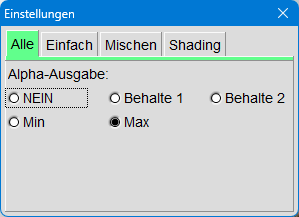 Einstellungen
Alle Einfach Mischen Shading
Alpha-Ausgabe:
NEIN Behalte 1 Behalte 2
Min Max